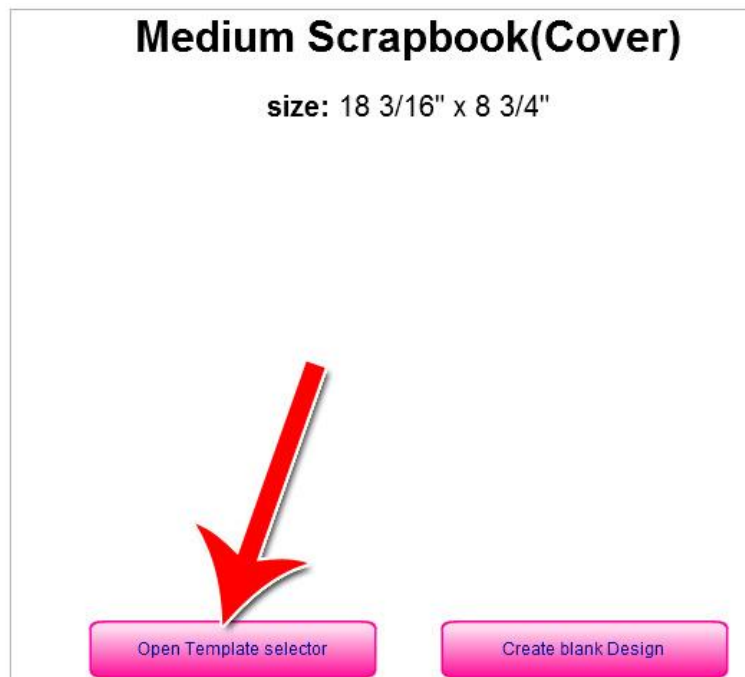 Medium Scrapbook(Cover)
size: 18 3/16" x 8 3/4"
Open Template selector
Create blank Design